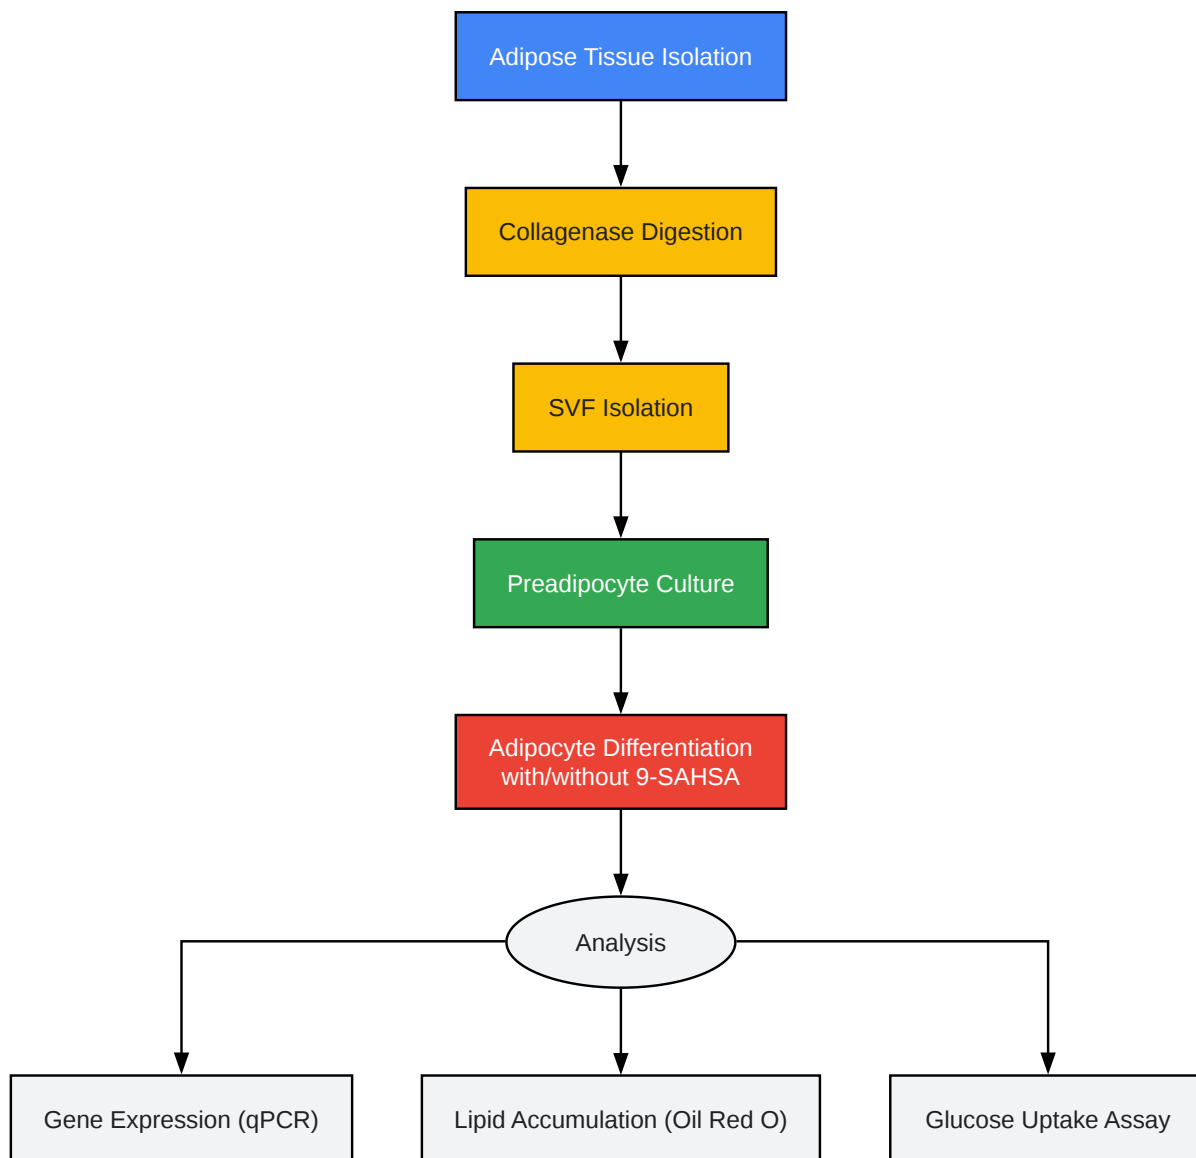 Adipose Tissue Isolation
Collagenase Digestion
SVF Isolation
Preadipocyte Culture
Adipocyte Differentiation
with/without 9-SAHSA
Analysis
Gene Expression (qPCR)
Lipid Accumulation (Oil Red O)
Glucose Uptake Assay